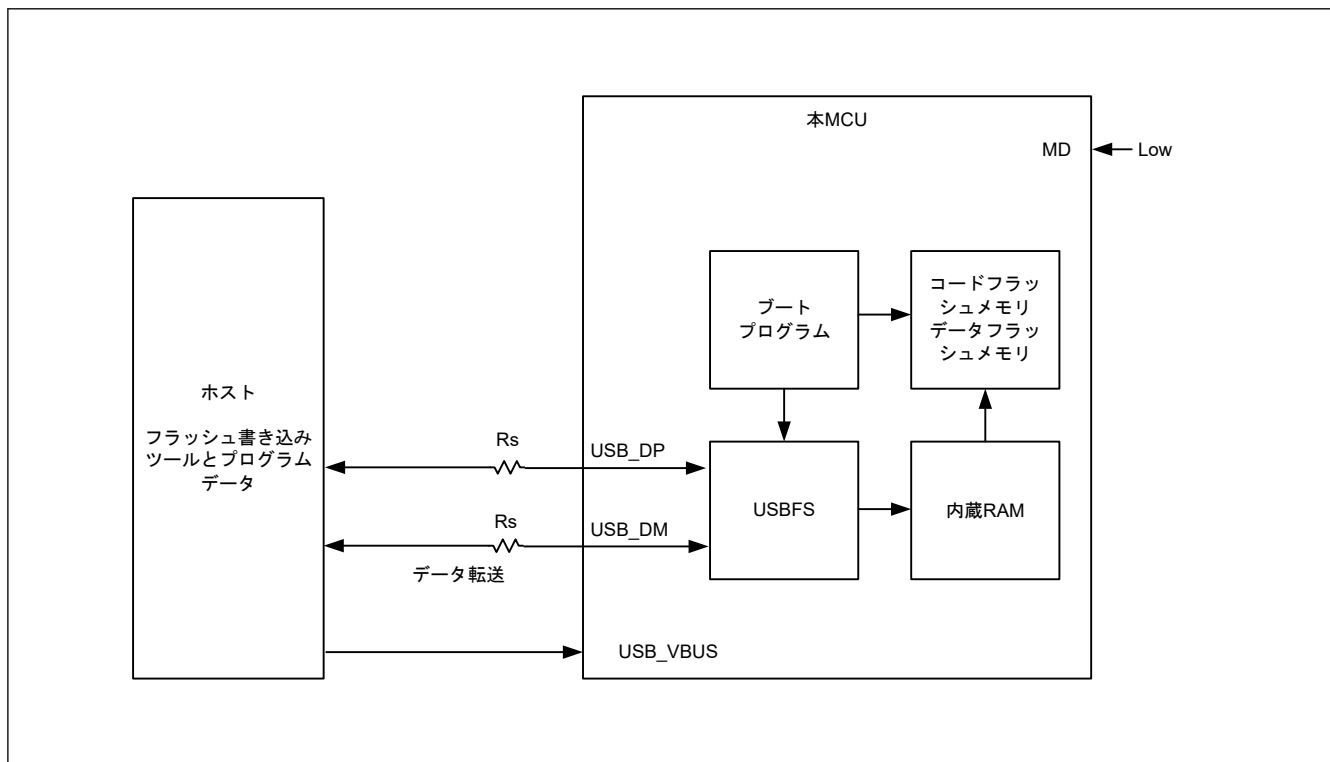 本MCU
MD
Low
ホスト
フラッシュ書き込み
ツールとプログラム
データ
ブート
プログラム
コードフラッ
シュメモリ
データフラッ
シュメモリ
Rs
USB_DP
Rs
USB_DM
データ転送
USBFS
内蔵RAM
USB_VBUS